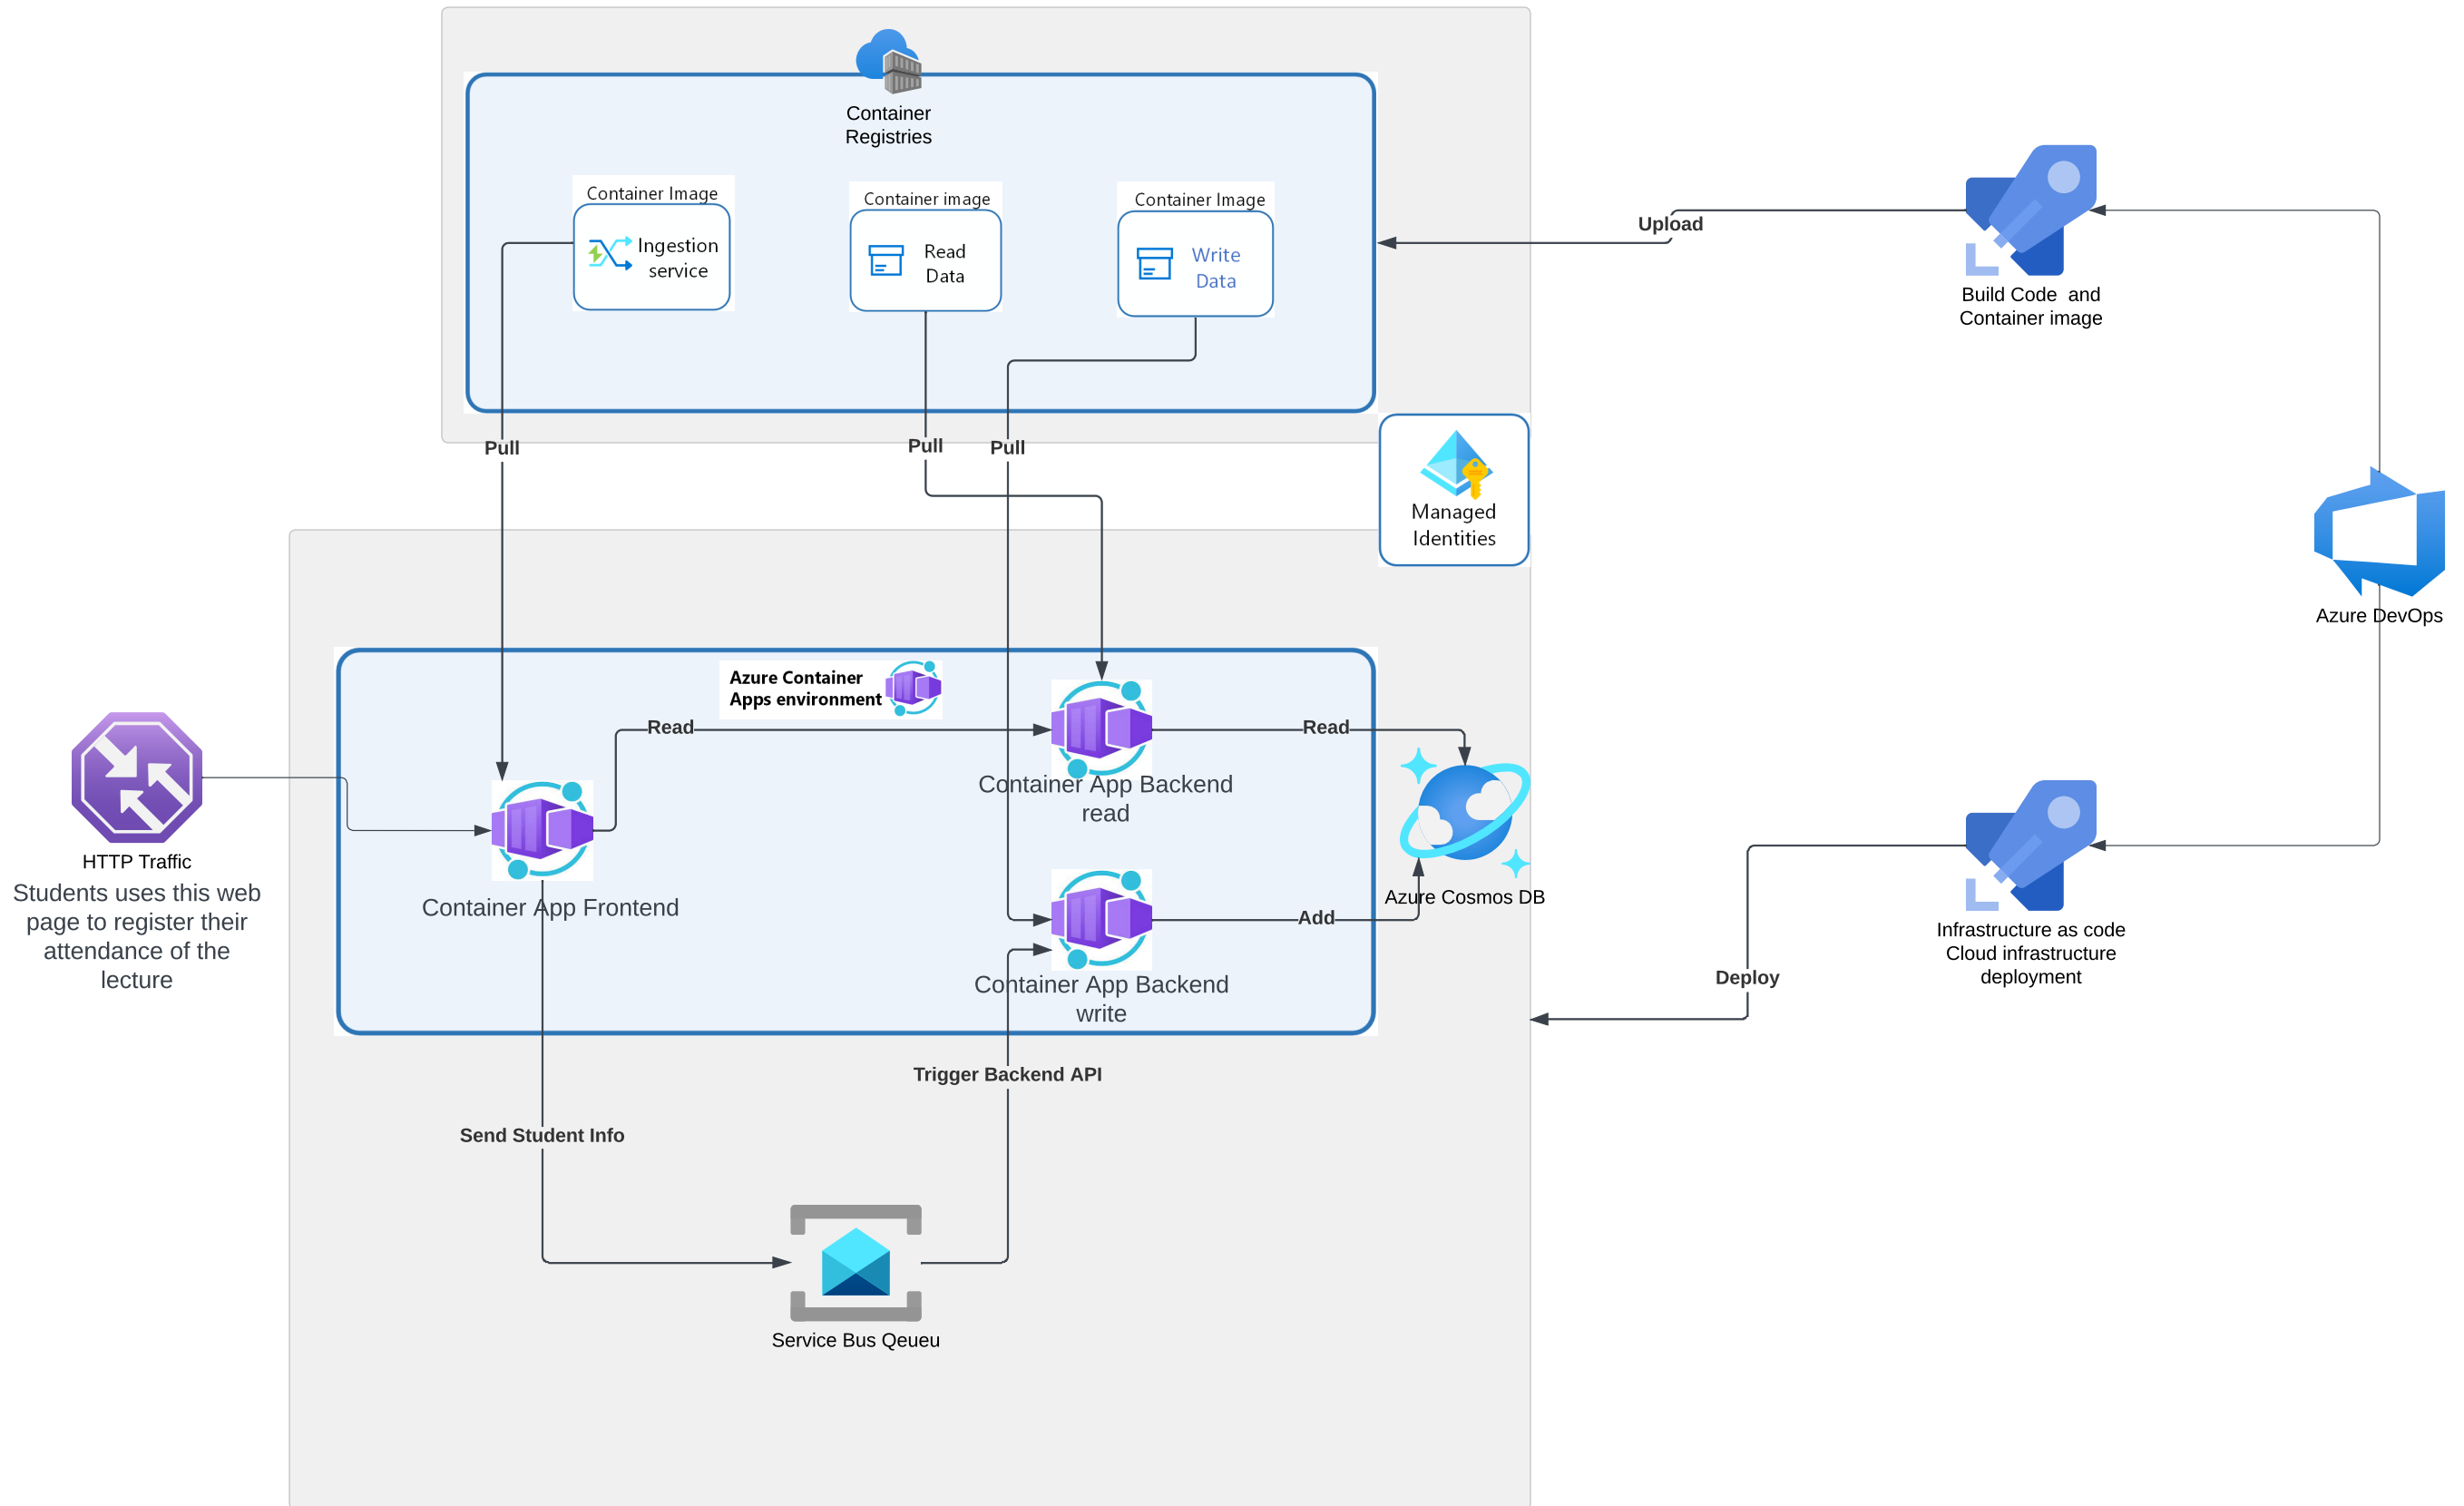 Container
Registries
Container Image
Ingestion
service
Container image
Read
Data
Container Image
Write
Data
Upload
Build Code  and
Container image
Pull
Pull
Pull
Managed
Identities
Azure DevOps
Azure Container
Apps environment
Read
Read
Container App Backend
read
HTTP Traffic
Students uses this web
page to register their
attendance of the
lecture
Container App Frontend
Azure Cosmos DB
Add
Container App Backend
write
Infrastructure as code
Cloud infrastructure
deployment
Deploy
Trigger Backend API
Send Student Info
Service Bus Qeueu